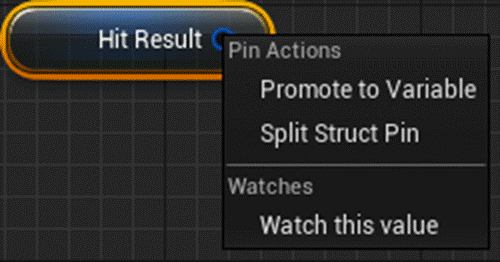 Hit Result
Pin Actions
Promote to Variable
Split Struct Pin
Watches
Watch this value